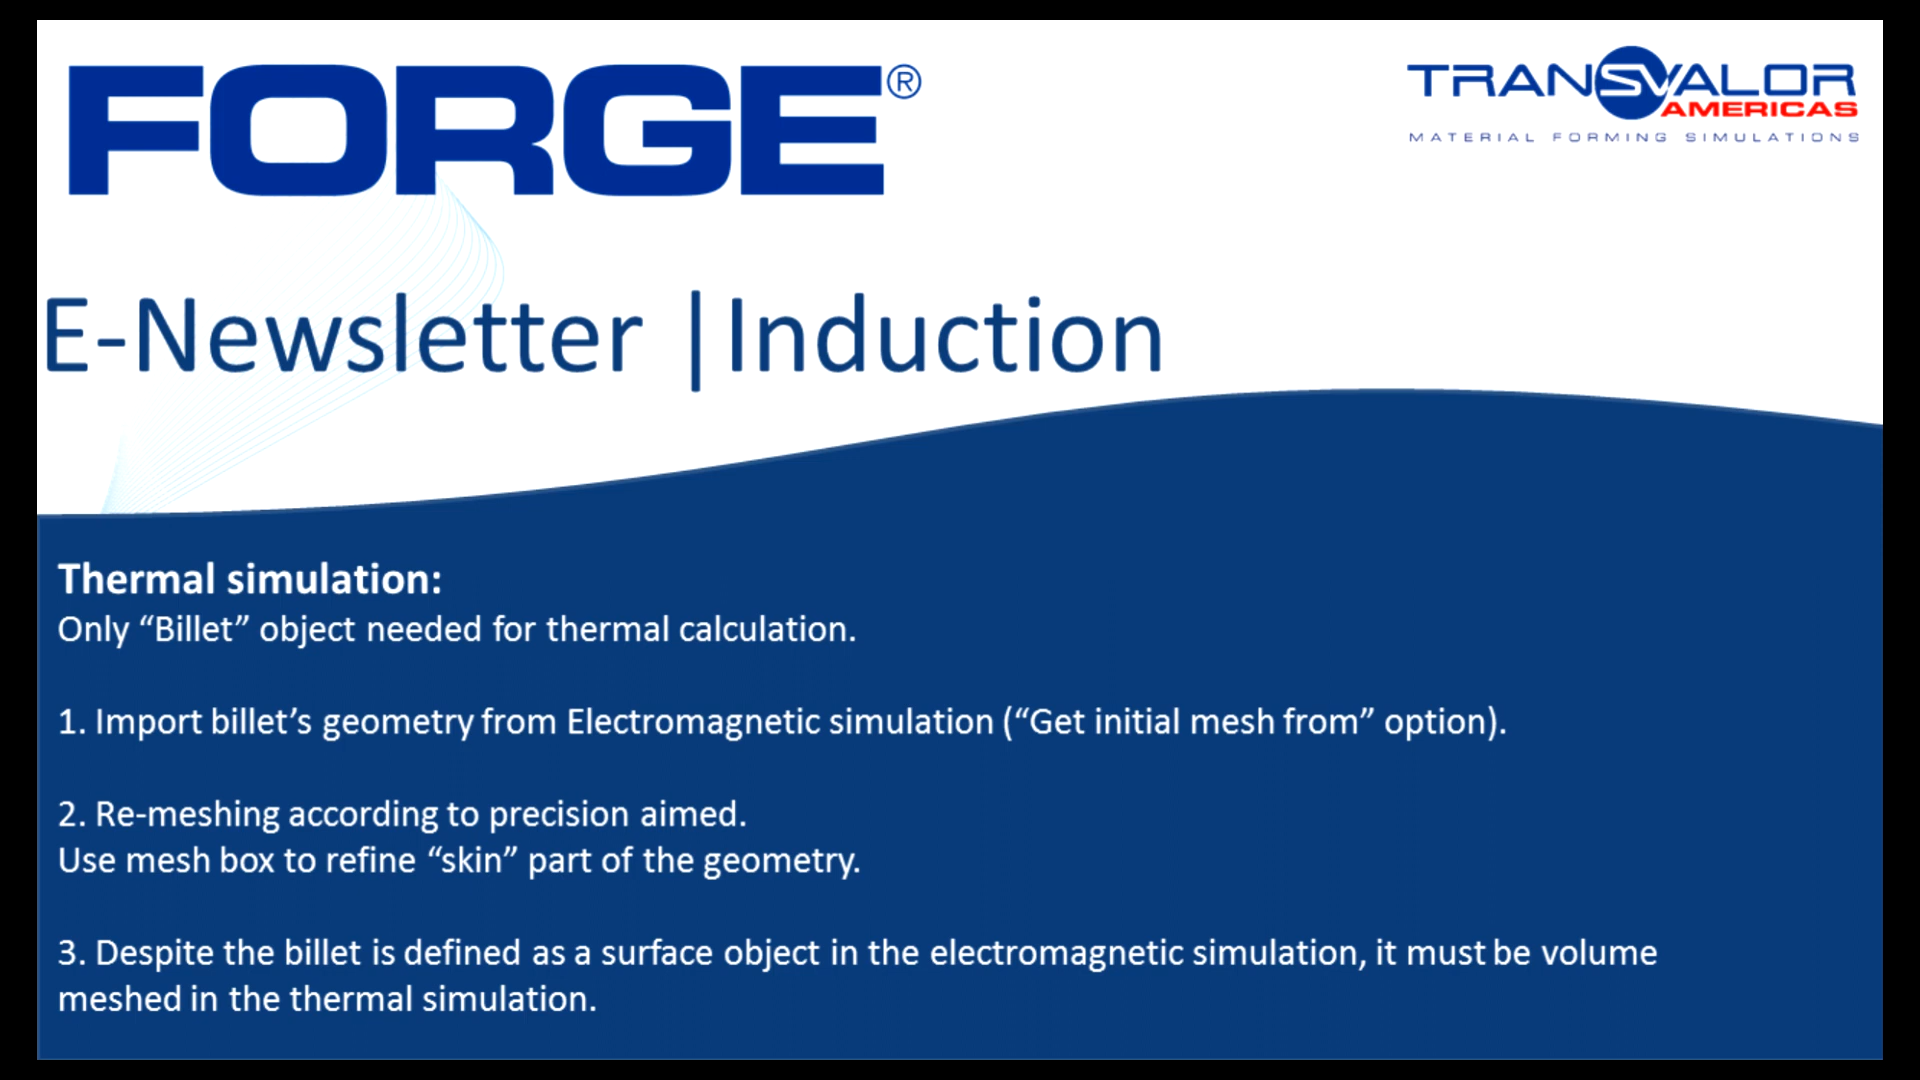 FORGE®
TRANSVALOR
AMERICAS
MATERIAL FORMING SIMULATIONS
E-Newsletter |Induction
Thermal simulation:
Only “Billet” object needed for thermal calculation.
1. Import billet’s geometry from Electromagnetic simulation (“Get initial mesh from” option).
2. Re-meshing according to precision aimed.
Use mesh box to refine “skin” part of the geometry.
3. Despite the billet is defined as a surface object in the electromagnetic simulation, it must be volume
meshed in the thermal simulation.